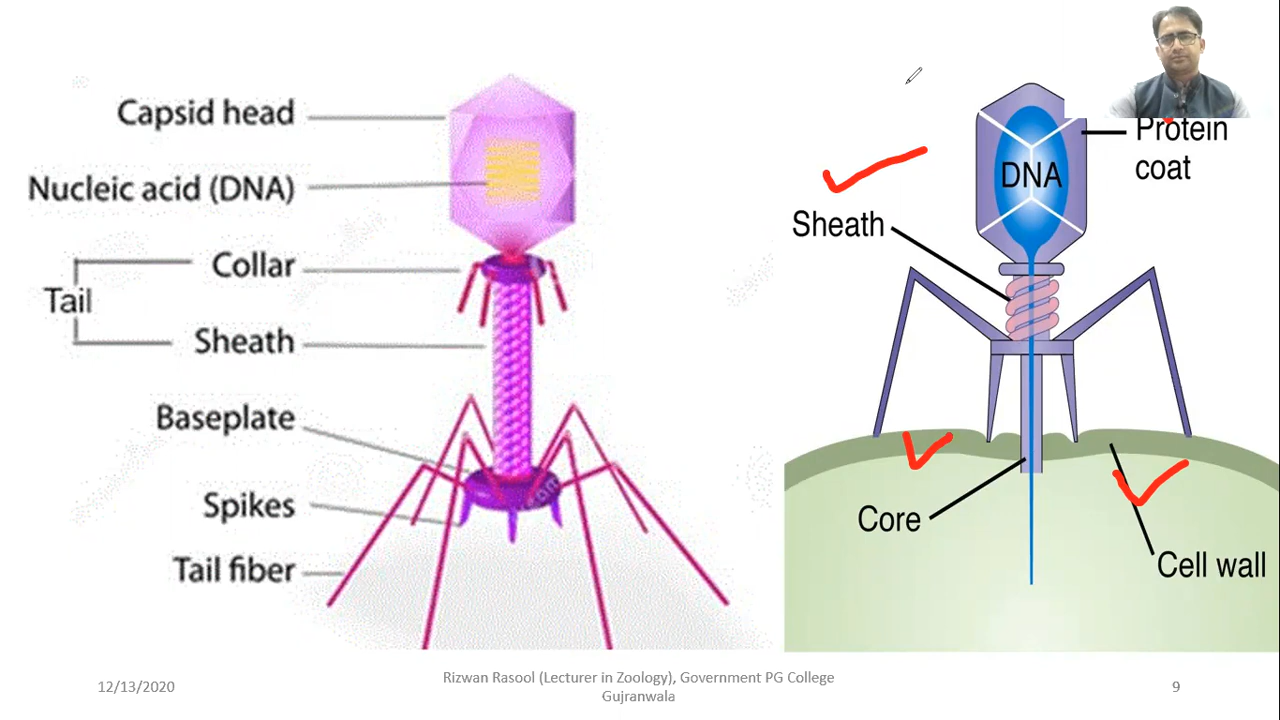 Capsid head
Nucleic acid (DNA)
Collar
Tail
Sheath
Baseplate
Spikes
Tail fiber
Protein
coat
DNA
Sheath
Core
Cell wall
12/13/2020
Rizwan Rasool (Lecturer in Zoology), Government PG College
Gujranwala
9